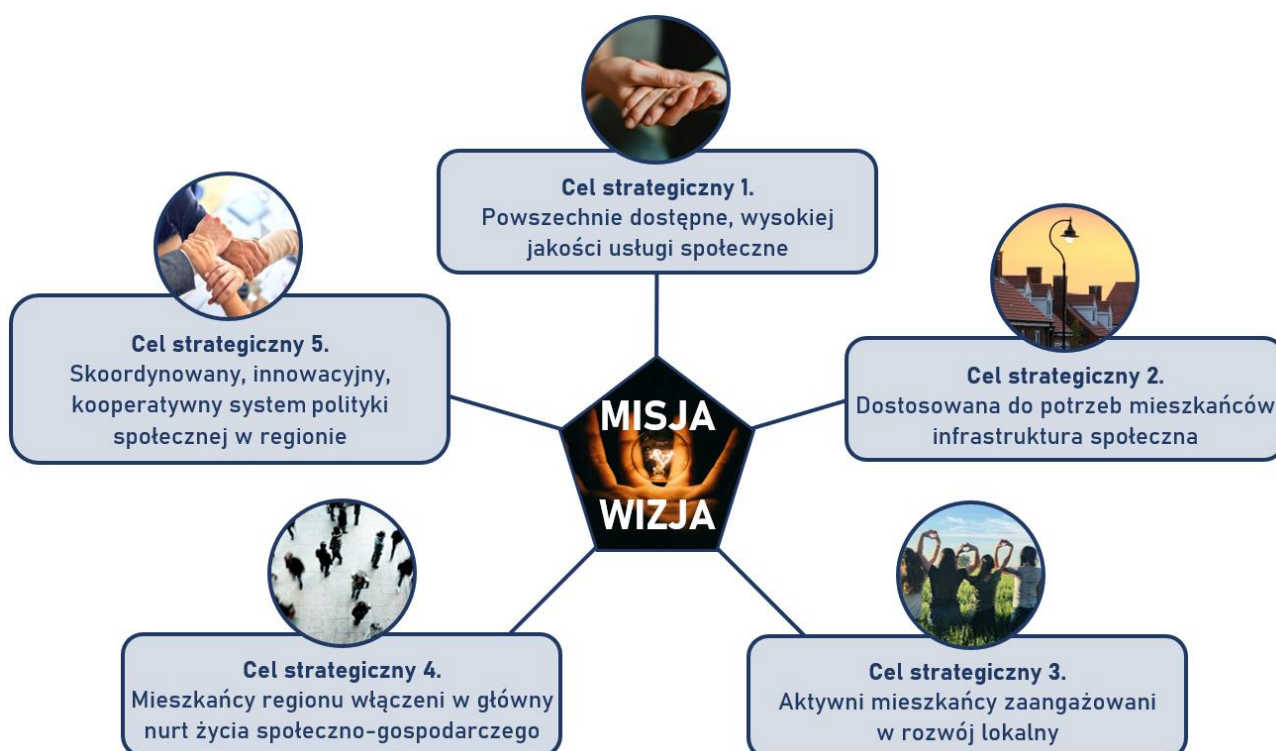 Cel strategiczny 1.
Powszechnie dostępne, wysokiej
jakości usługi społeczne
Cel strategiczny 2.
Dostosowana do potrzeb mieszkańców
infrastruktura społeczna
Cel strategiczny 3.
Aktywni mieszkańcy zaangażowani
w rozwój lokalny
Cel strategiczny 4.
Mieszkańcy regionu włączeni w główny
nurt życia społeczno-gospodarczego
Cel strategiczny 5.
Skoordynowany, innowacyjny,
kooperatywny system polityki
społecznej w regionie
MISJA
WIZJA